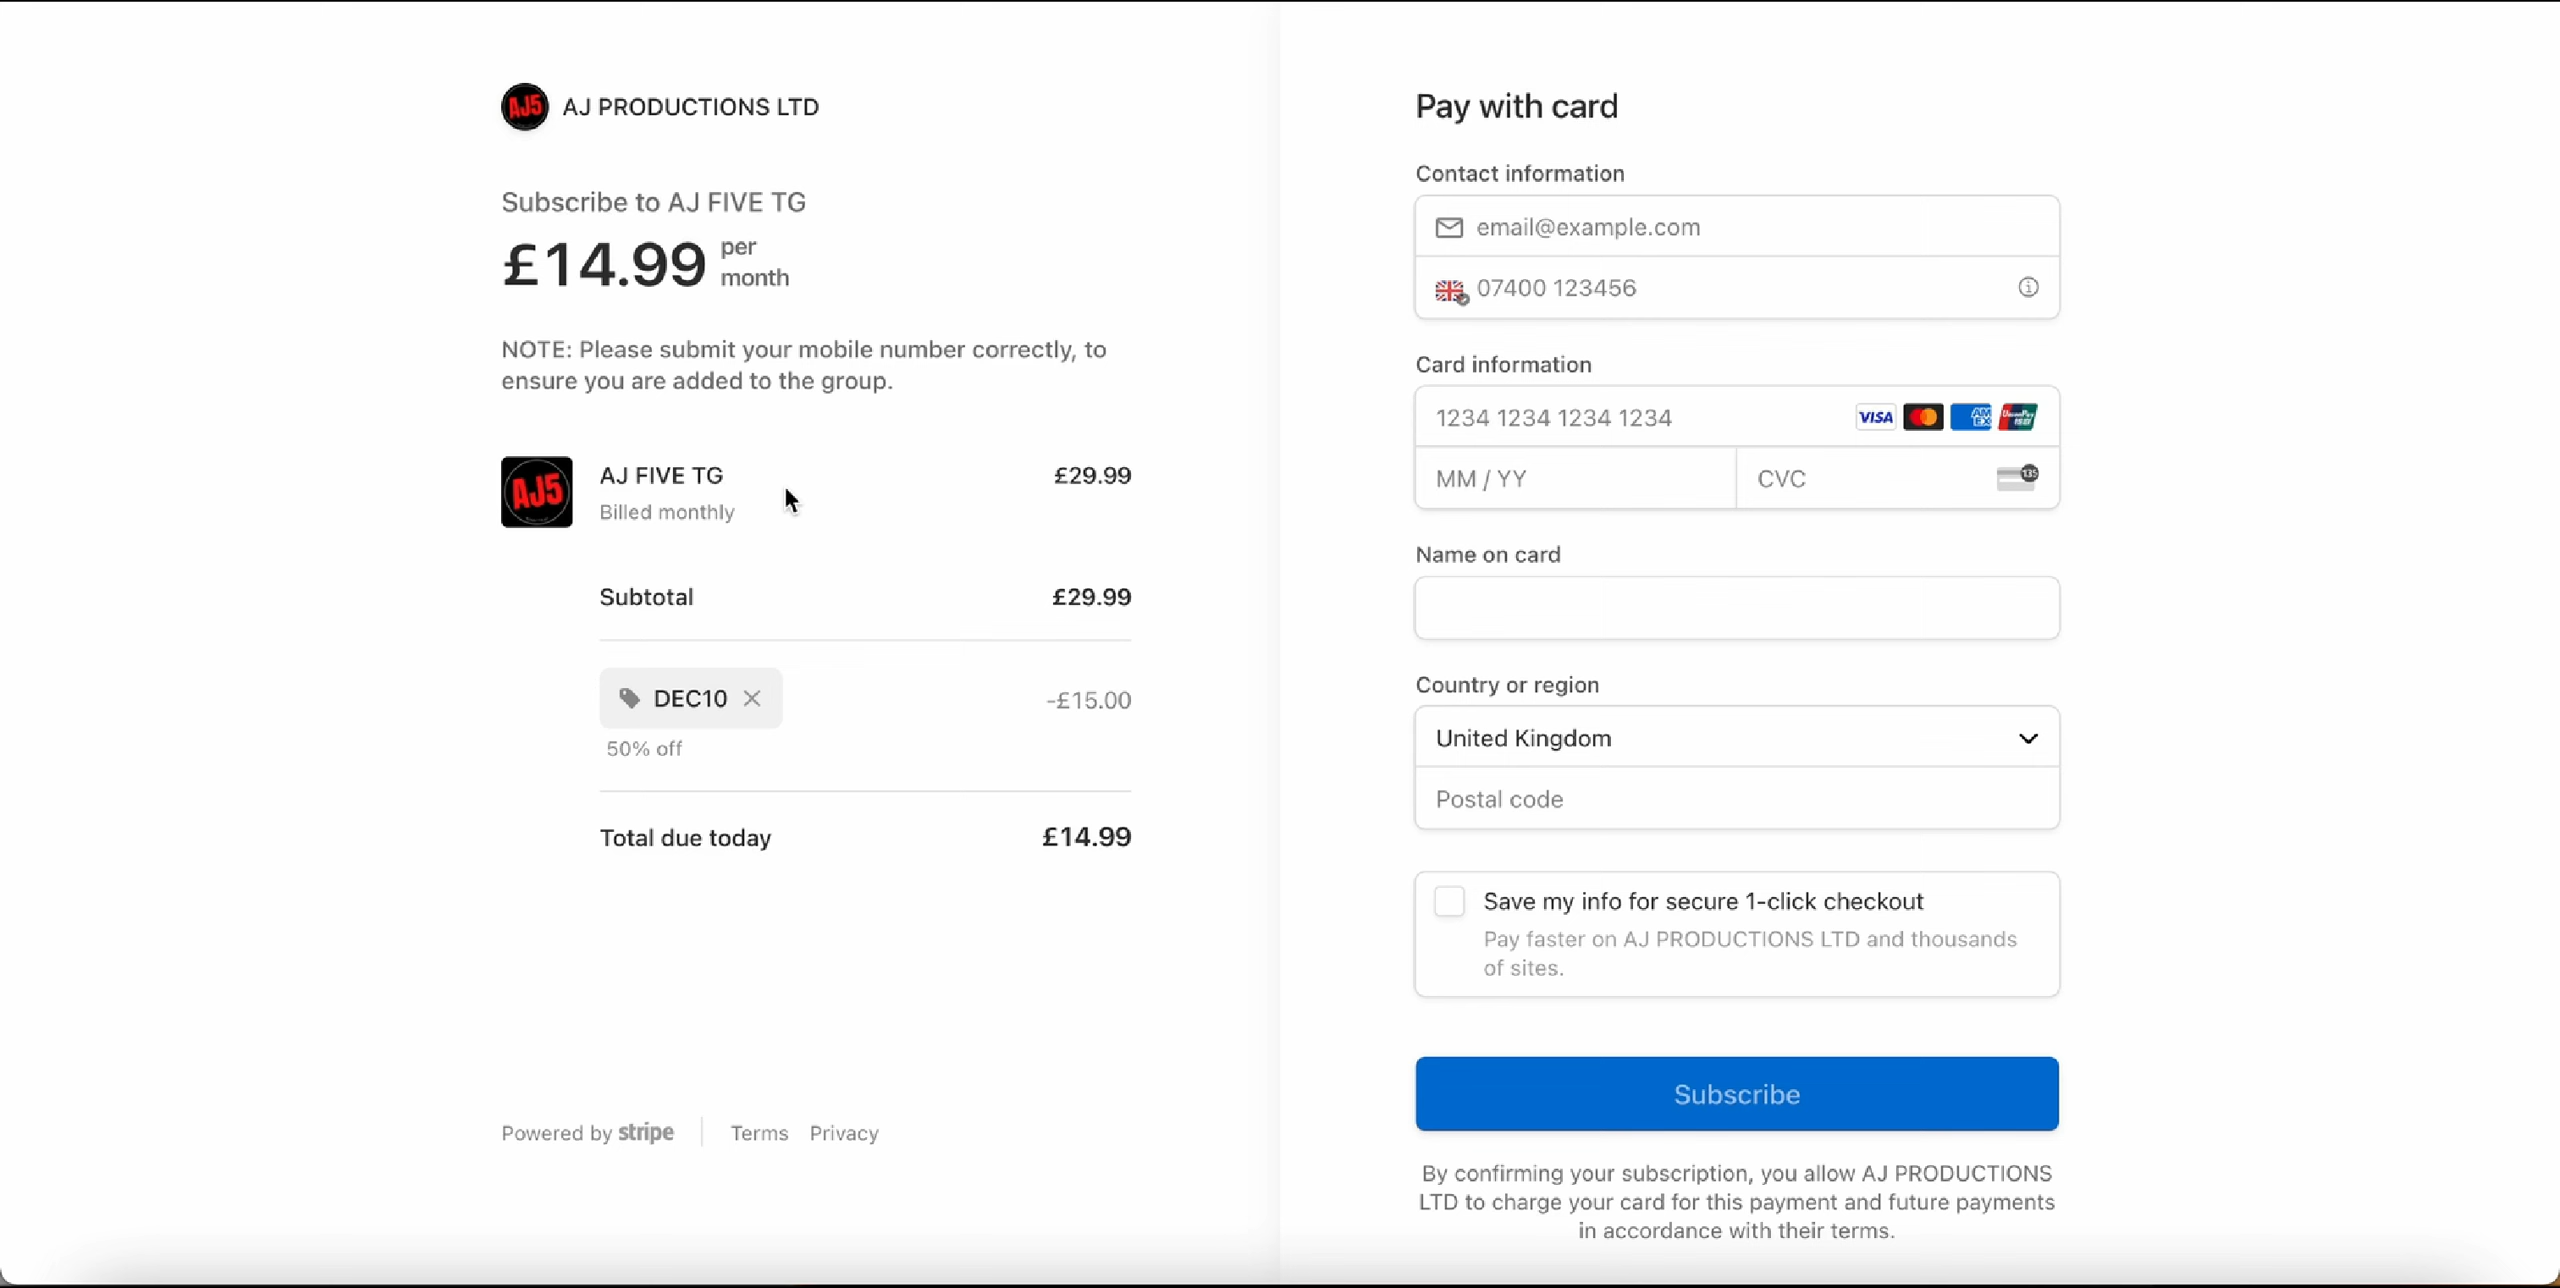 AJ5 AJ PRODUCTIONS LTD
Subscribe to AJ FIVE TG
£14.99 per
month
NOTE: Please submit your mobile number correctly, to
ensure you are added to the group.
AJ5
AJ FIVE TG £29.99
Billed monthly
Subtotal £29.99
DEC10 -£15.00
50% off
Total due today £14.99
Powered by stripe Terms Privacy
Pay with card
Contact information
email@example.com
07400 123456
Card information
1234 1234 1234 1234 VISA AM EX UnionPay
MM / YY CVC 135
Name on card
Country or region
United Kingdom
Postal code
Save my info for secure 1-click checkout
Pay faster on AJ PRODUCTIONS LTD and thousands
of sites.
Subscribe
By confirming your subscription, you allow AJ PRODUCTIONS
LTD to charge your card for this payment and future payments
in accordance with their terms.